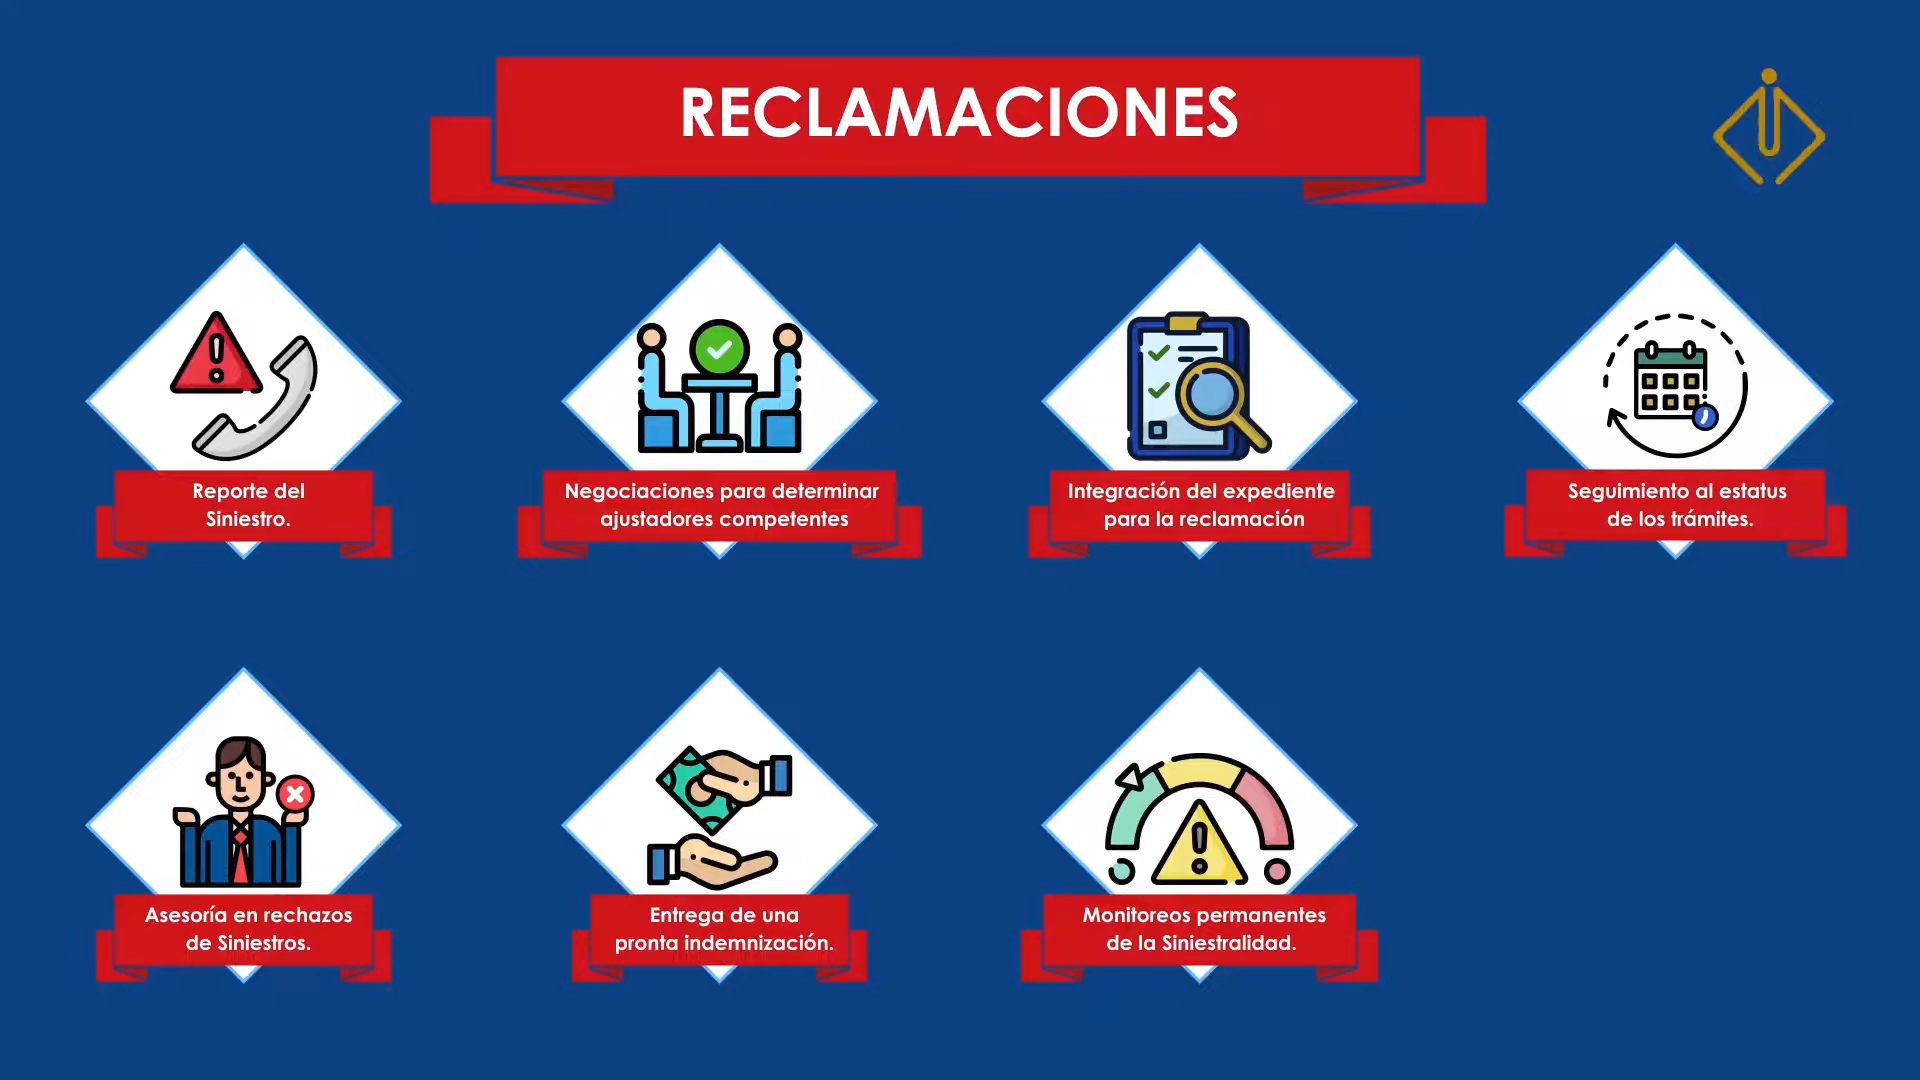 RECLAMACIONES
Reporte del
Siniestro.
Negociaciones para determinar
ajustadores competentes
Integración del expediente
para la reclamación
Seguimiento al estatus
de los trámites.
Asesoría en rechazos
de Siniestros.
Entrega de una
pronta indemnización.
Monitoreos permanentes
de la Siniestralidad.